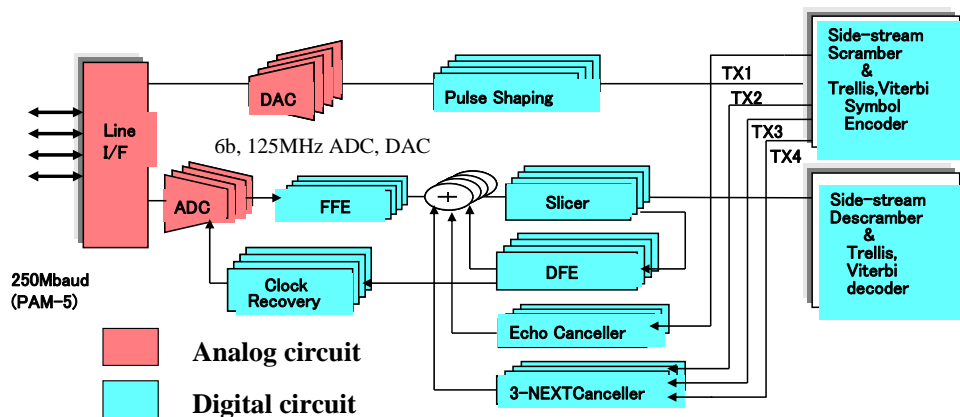 Side-stream
Scramber
&
Trellis,Viterbi
Symbol
Encoder
TX1
TX2
TX3
TX4
DAC
Pulse Shaping
Line
I/F
6b, 125MHz ADC, DAC
ADC
FFE
+
Slicer
Side-stream
Descramber
&
Trellis,
Viterbi
decoder
250Mbaud
(PAM-5)
Clock
Recovery
DFE
Echo Canceller
3-NEXTCanceller
Analog circuit
Digital circuit